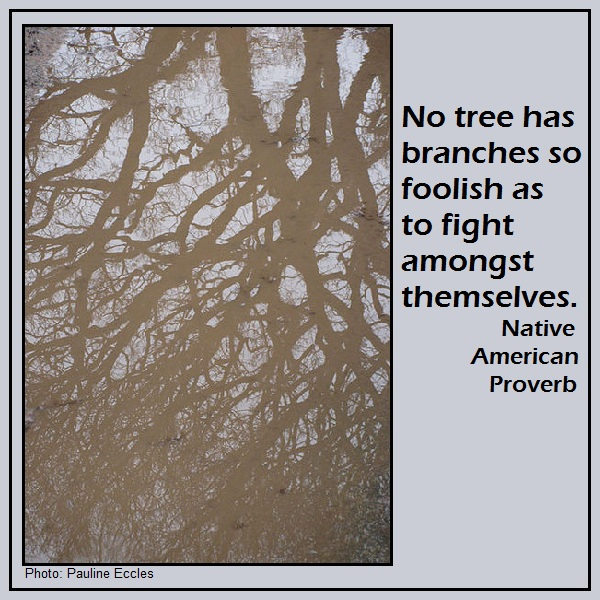 No tree has
branches so
foolish as
to fight
amongst
themselves.
Native
American
Proverb
Photo: Pauline Eccles